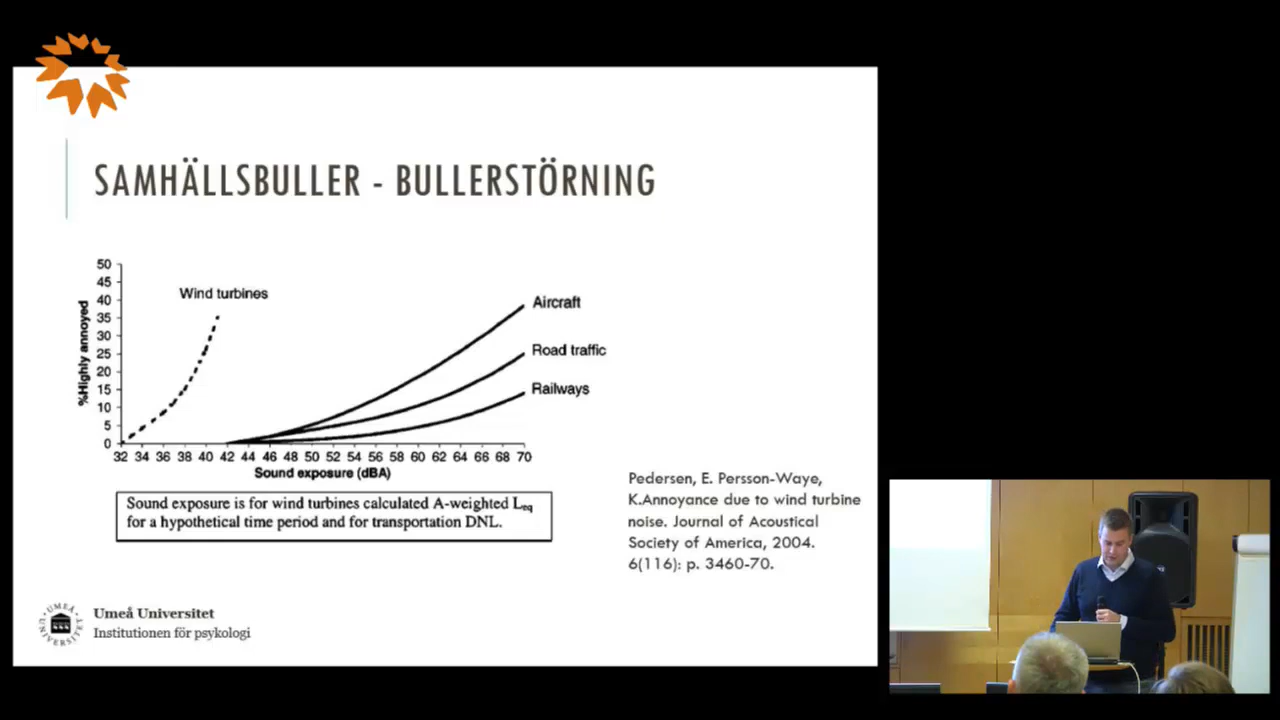 SAMHÄLLSBULLER - BULLERSTÖRNING
50
45
40
35
30
25
20
15
10
5
0
%Highly annoyed
Wind turbines
Aircraft
Road traffic
Railways
32 34 36 38 40 42 44 46 48 50 52 54 56 58 60 62 64 66 68 70
Sound exposure (dBA)
Sound exposure is for wind turbines calculated A-weighted Leq
for a hypothetical time period and for transportation DNL.
Pedersen, E. Persson-Waye,
K.Annoyance due to wind turbine
noise. Journal of Acoustical
Society of America, 2004.
6(116): p. 3460-70.
UMEÅ UNIVERSITET
Umeå Universitet
Institutionen för psykologi